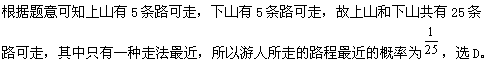 根据题意可知上山有5条路可走，下山有5条路可走，故上山和下山共有25条
路可走，其中只有一种走法最近，所以游人所走的路程最近的概率为1/25，选D。